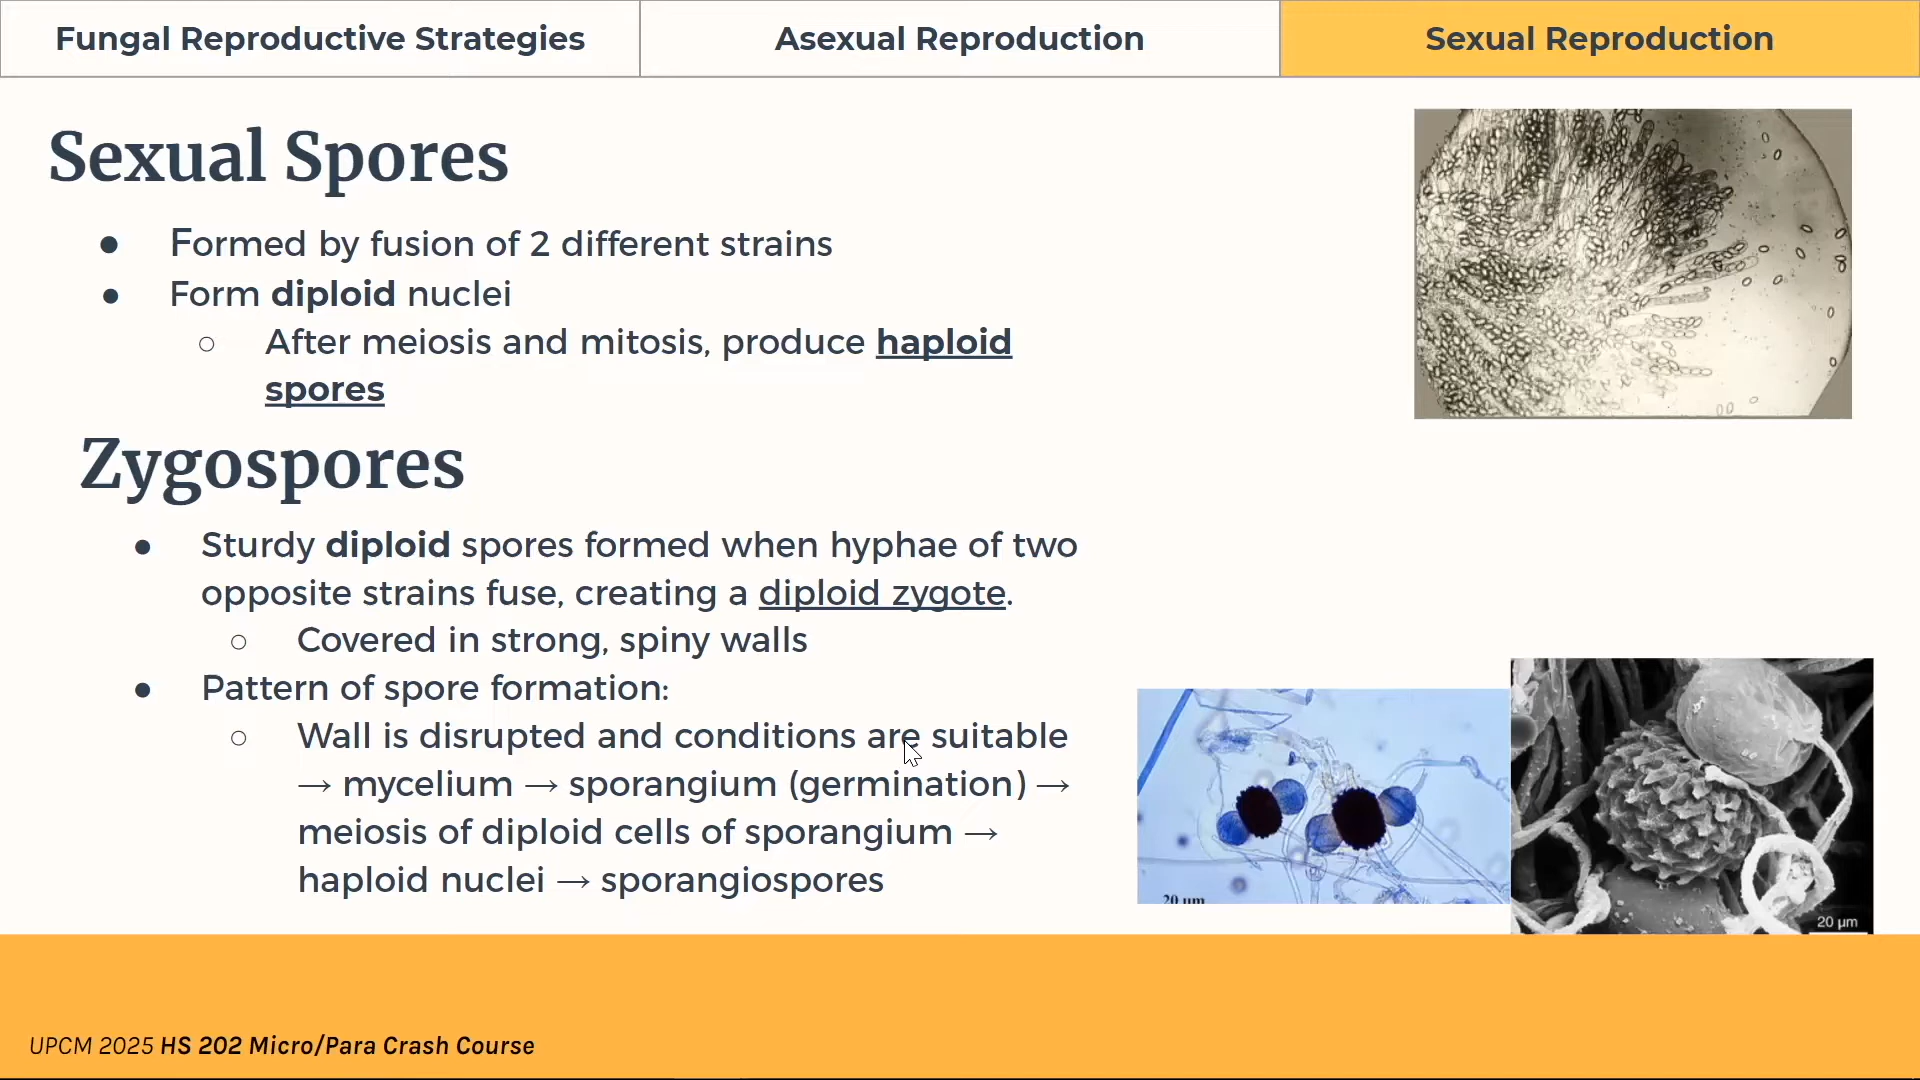 Fungal Reproductive Strategies
Asexual Reproduction
Sexual Reproduction
Sexual Spores
● Formed by fusion of 2 different strains
● Form diploid nuclei
○ After meiosis and mitosis, produce haploid
spores
Zygospores
● Sturdy diploid spores formed when hyphae of two
opposite strains fuse, creating a diploid zygote.
○ Covered in strong, spiny walls
● Pattern of spore formation:
○ Wall is disrupted and conditions are suitable
→ mycelium → sporangium (germination) →
meiosis of diploid cells of sporangium →
haploid nuclei → sporangiospores
20 µm
20 µm
UPCM 2025 HS 202 Micro/Para Crash Course